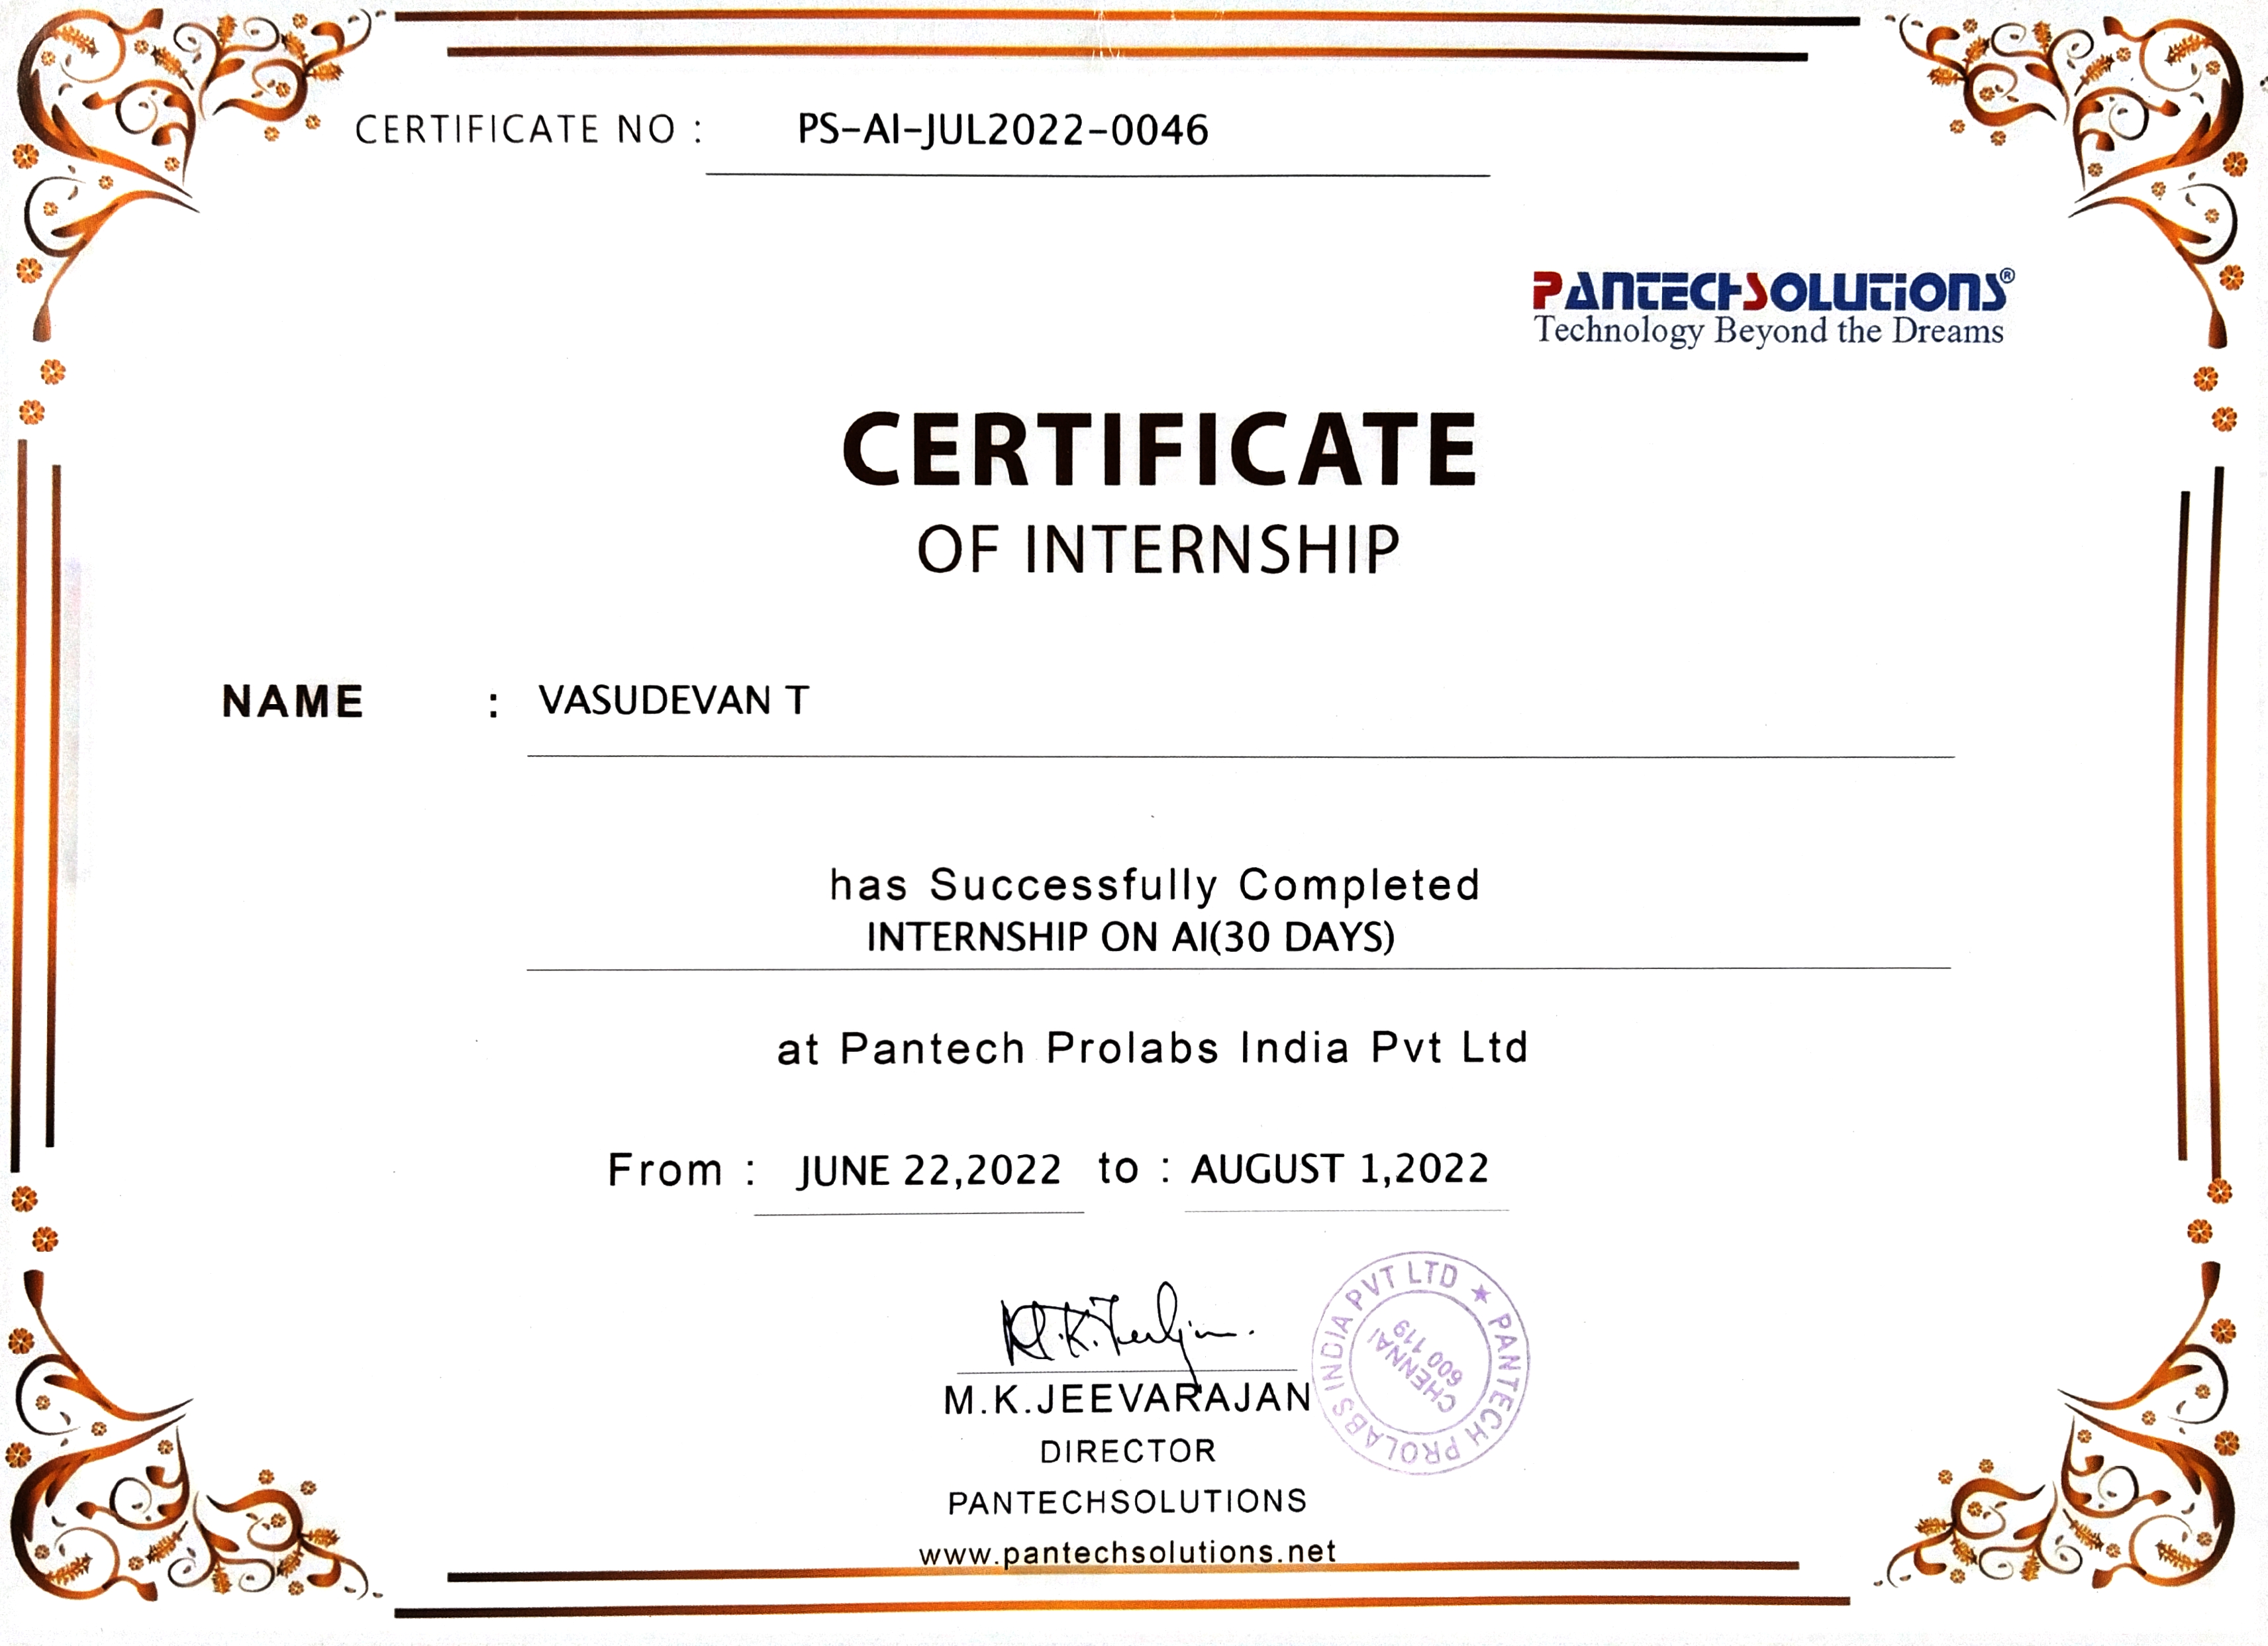 CERTIFICATE NO : PS-AI-JUL2022-0046
PANTECHSOLUTIONS®
Technology Beyond the Dreams
CERTIFICATE
OF INTERNSHIP
NAME : VASUDEVAN T
has Successfully Completed
INTERNSHIP ON AI(30 DAYS)
at Pantech Prolabs India Pvt Ltd
From : JUNE 22,2022 to : AUGUST 1,2022
M.K.JEEVARAJAN
DIRECTOR
PANTECHSOLUTIONS
www.pantechsolutions.net
★ PANTECH PROLABS INDIA PVT LTD
CHENNAI
600 119